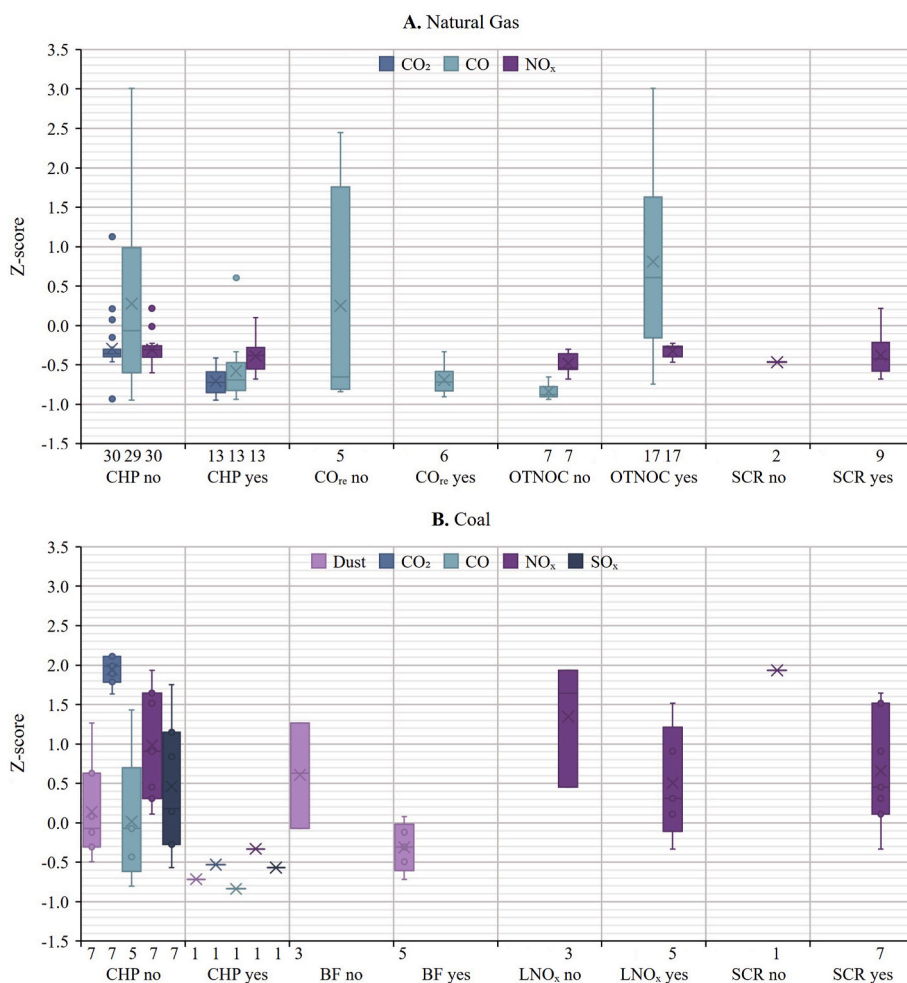 A. Natural Gas
CO₂ CO NOₓ
Z-score
3.5
3.0
2.5
2.0
1.5
1.0
0.5
0.0
-0.5
-1.0
-1.5
30 29 30 13 13 13 5 6 7 7 17 17 2 9
CHP no CHP yes COre no COre yes OTNOC no OTNOC yes SCR no SCR yes
B. Coal
Dust CO₂ CO NOₓ SOₓ
Z-score
3.5
3.0
2.5
2.0
1.5
1.0
0.5
0.0
-0.5
-1.0
-1.5
7 7 5 7 7 1 1 1 1 1 3 5 3 5 1 7
CHP no CHP yes BF no BF yes LNOₓ no LNOₓ yes SCR no SCR yes